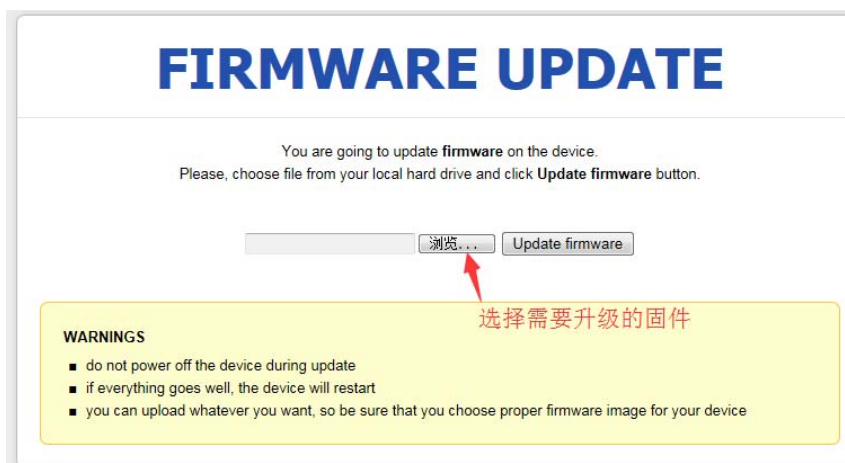 FIRMWARE UPDATE
You are going to update firmware on the device.
Please, choose file from your local hard drive and click Update firmware button.
浏览... Update firmware
选择需要升级的固件
WARNINGS
▪ do not power off the device during update
▪ if everything goes well, the device will restart
▪ you can upload whatever you want, so be sure that you choose proper firmware image for your device